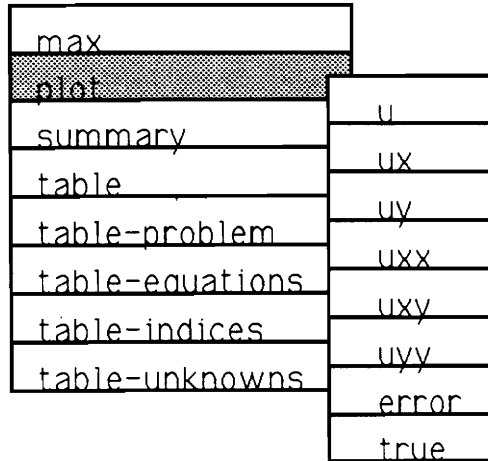 max
plot
summary
table
table-problem
table-equations
table-indices
table-unknowns
u
ux
uy
uxx
uxy
uyy
error
true